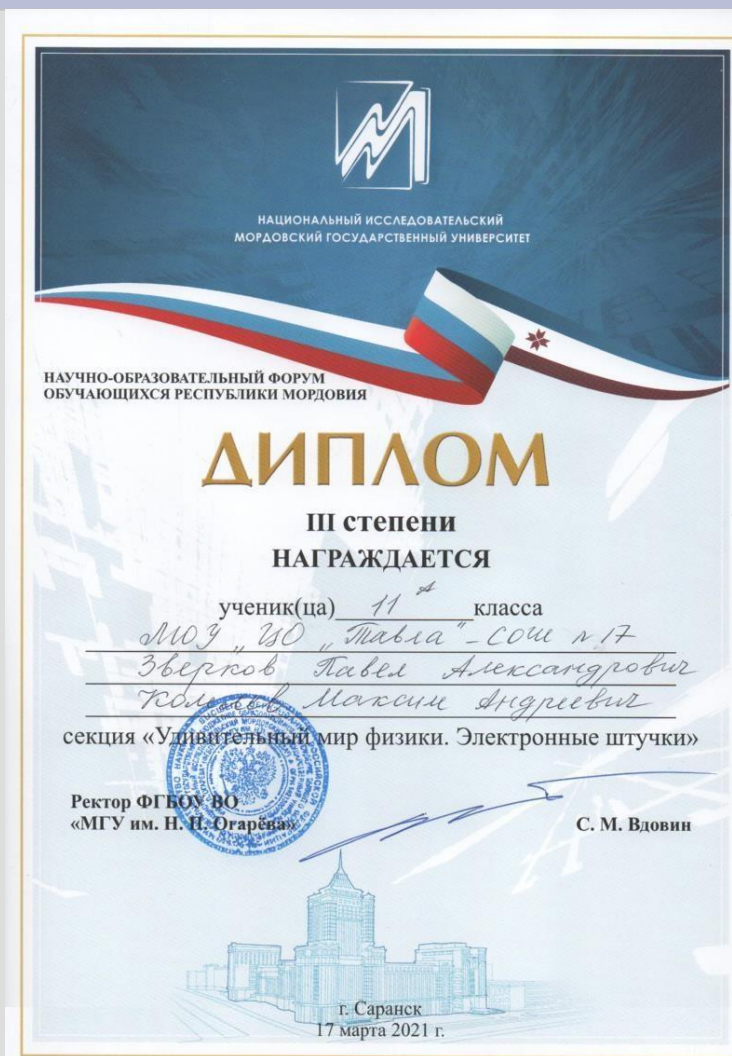 НАЦИОНАЛЬНЫЙ ИССЛЕДОВАТЕЛЬСКИЙ
МОРДОВСКИЙ ГОСУДАРСТВЕННЫЙ УНИВЕРСИТЕТ
НАУЧНО-ОБРАЗОВАТЕЛЬНЫЙ ФОРУМ
ОБУЧАЮЩИХСЯ РЕСПУБЛИКИ МОРДОВИЯ
ДИПЛОМ
III степени
НАГРАЖДАЕТСЯ
ученик(ца) 11 А класса
МОУ "ЦО "Тавла" - СОШ №17
Зверков Павел Александрович
Максим Андреевич
секция «Удивительный мир физики. Электронные штучки»
Ректор ФГБОУ ВО
«МГУ им. Н. П. Огарёва»
С. М. Вдовин
г. Саранск
17 марта 2021 г.